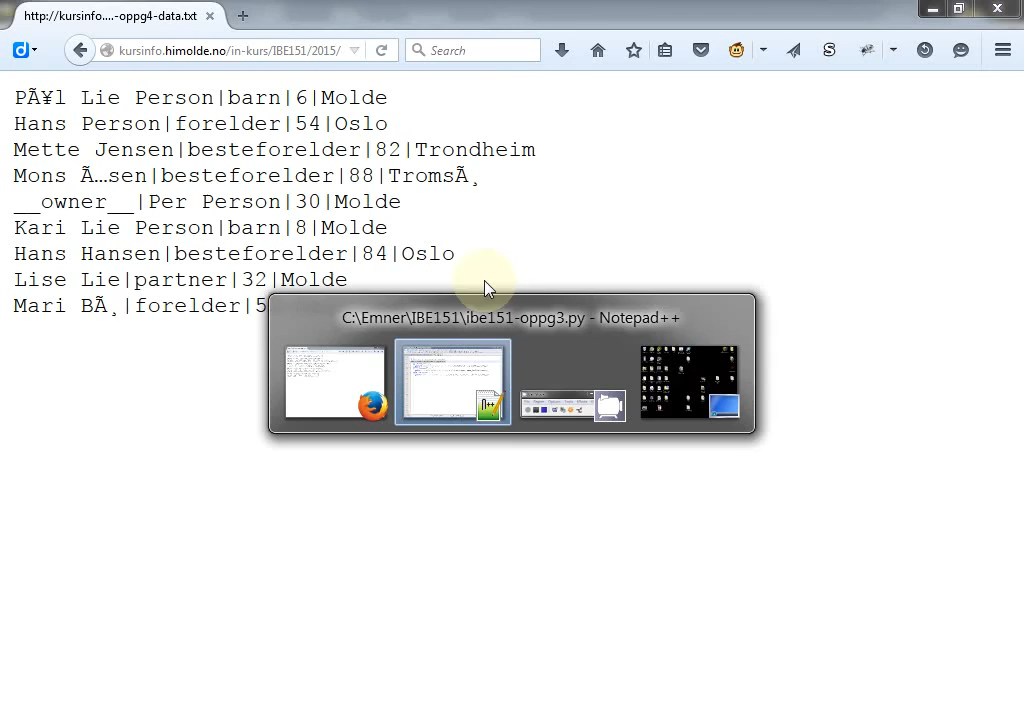 http://kursinfo....-oppg4-data.txt
kursinfo.himolde.no/in-kurs/IBE151/2015/
Search
PÃ¥l Lie Person|barn|6|Molde
Hans Person|forelder|54|Oslo
Mette Jensen|besteforelder|82|Trondheim
Mons Ã…sen|besteforelder|88|TromsÃ¸
__owner__|Per Person|30|Molde
Kari Lie Person|barn|8|Molde
Hans Hansen|besteforelder|84|Oslo
Lise Lie|partner|32|Molde
Mari BÃ¸|forelder|5
C:\Emner\IBE151\ibe151-oppg3.py - Notepad++